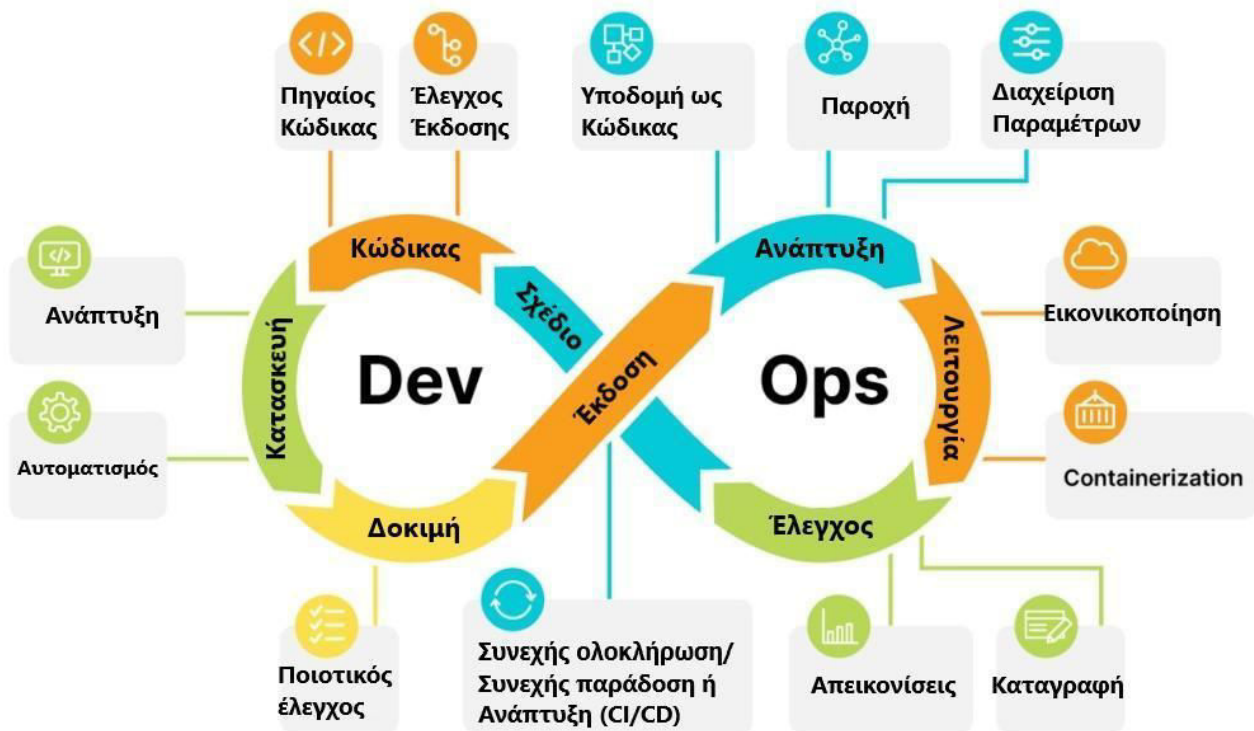 Πηγαίος
Κώδικας
Έλεγχος
Έκδοσης
Υποδομή ως
Κώδικας
Παροχή
Διαχείριση
Παραμέτρων
Κώδικας
Σχέδιο
Ανάπτυξη
Ανάπτυξη
Κατασκευή
Dev
Έκδοση
Ops
Λειτουργία
Εικονικοποίηση
Αυτοματισμός
Containerization
Δοκιμή
Έλεγχος
Ποιοτικός
έλεγχος
Συνεχής ολοκλήρωση/
Συνεχής παράδοση ή
Ανάπτυξη (CI/CD)
Απεικονίσεις
Καταγραφή